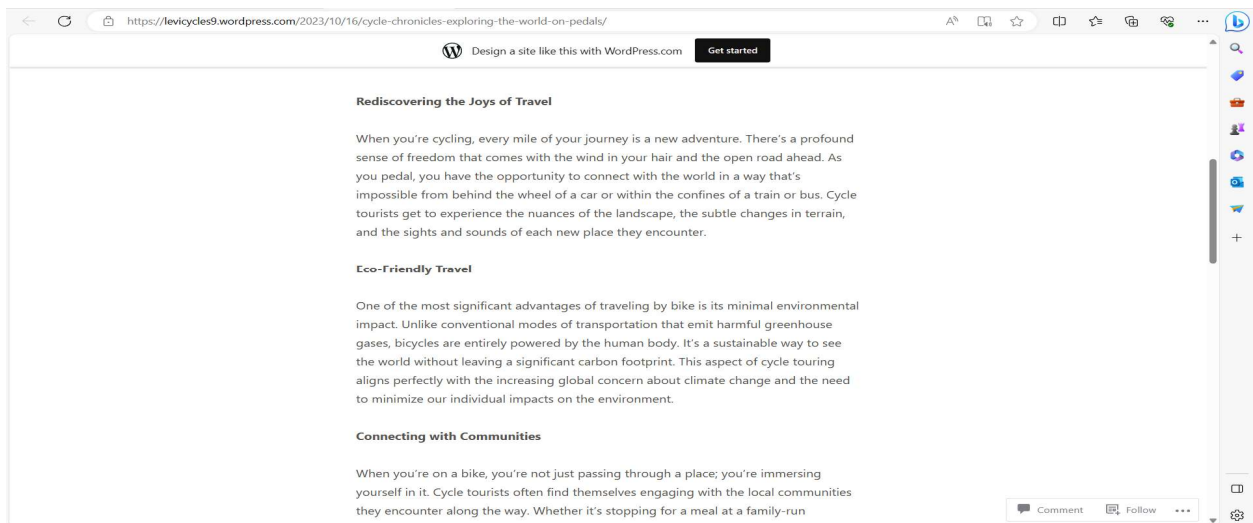 https://levicycles9.wordpress.com/2023/10/16/cycle-chronicles-exploring-the-world-on-pedals/
Design a site like this with WordPress.com Get started
Rediscovering the Joys of Travel
When you're cycling, every mile of your journey is a new adventure. There's a profound
sense of freedom that comes with the wind in your hair and the open road ahead. As
you pedal, you have the opportunity to connect with the world in a way that's
impossible from behind the wheel of a car or within the confines of a train or bus. Cycle
tourists get to experience the nuances of the landscape, the subtle changes in terrain,
and the sights and sounds of each new place they encounter.
Eco-Friendly Travel
One of the most significant advantages of traveling by bike is its minimal environmental
impact. Unlike conventional modes of transportation that emit harmful greenhouse
gases, bicycles are entirely powered by the human body. It's a sustainable way to see
the world without leaving a significant carbon footprint. This aspect of cycle touring
aligns perfectly with the increasing global concern about climate change and the need
to minimize our individual impacts on the environment.
Connecting with Communities
When you're on a bike, you're not just passing through a place; you're immersing
yourself in it. Cycle tourists often find themselves engaging with the local communities
they encounter along the way. Whether it's stopping for a meal at a family-run
Comment Follow